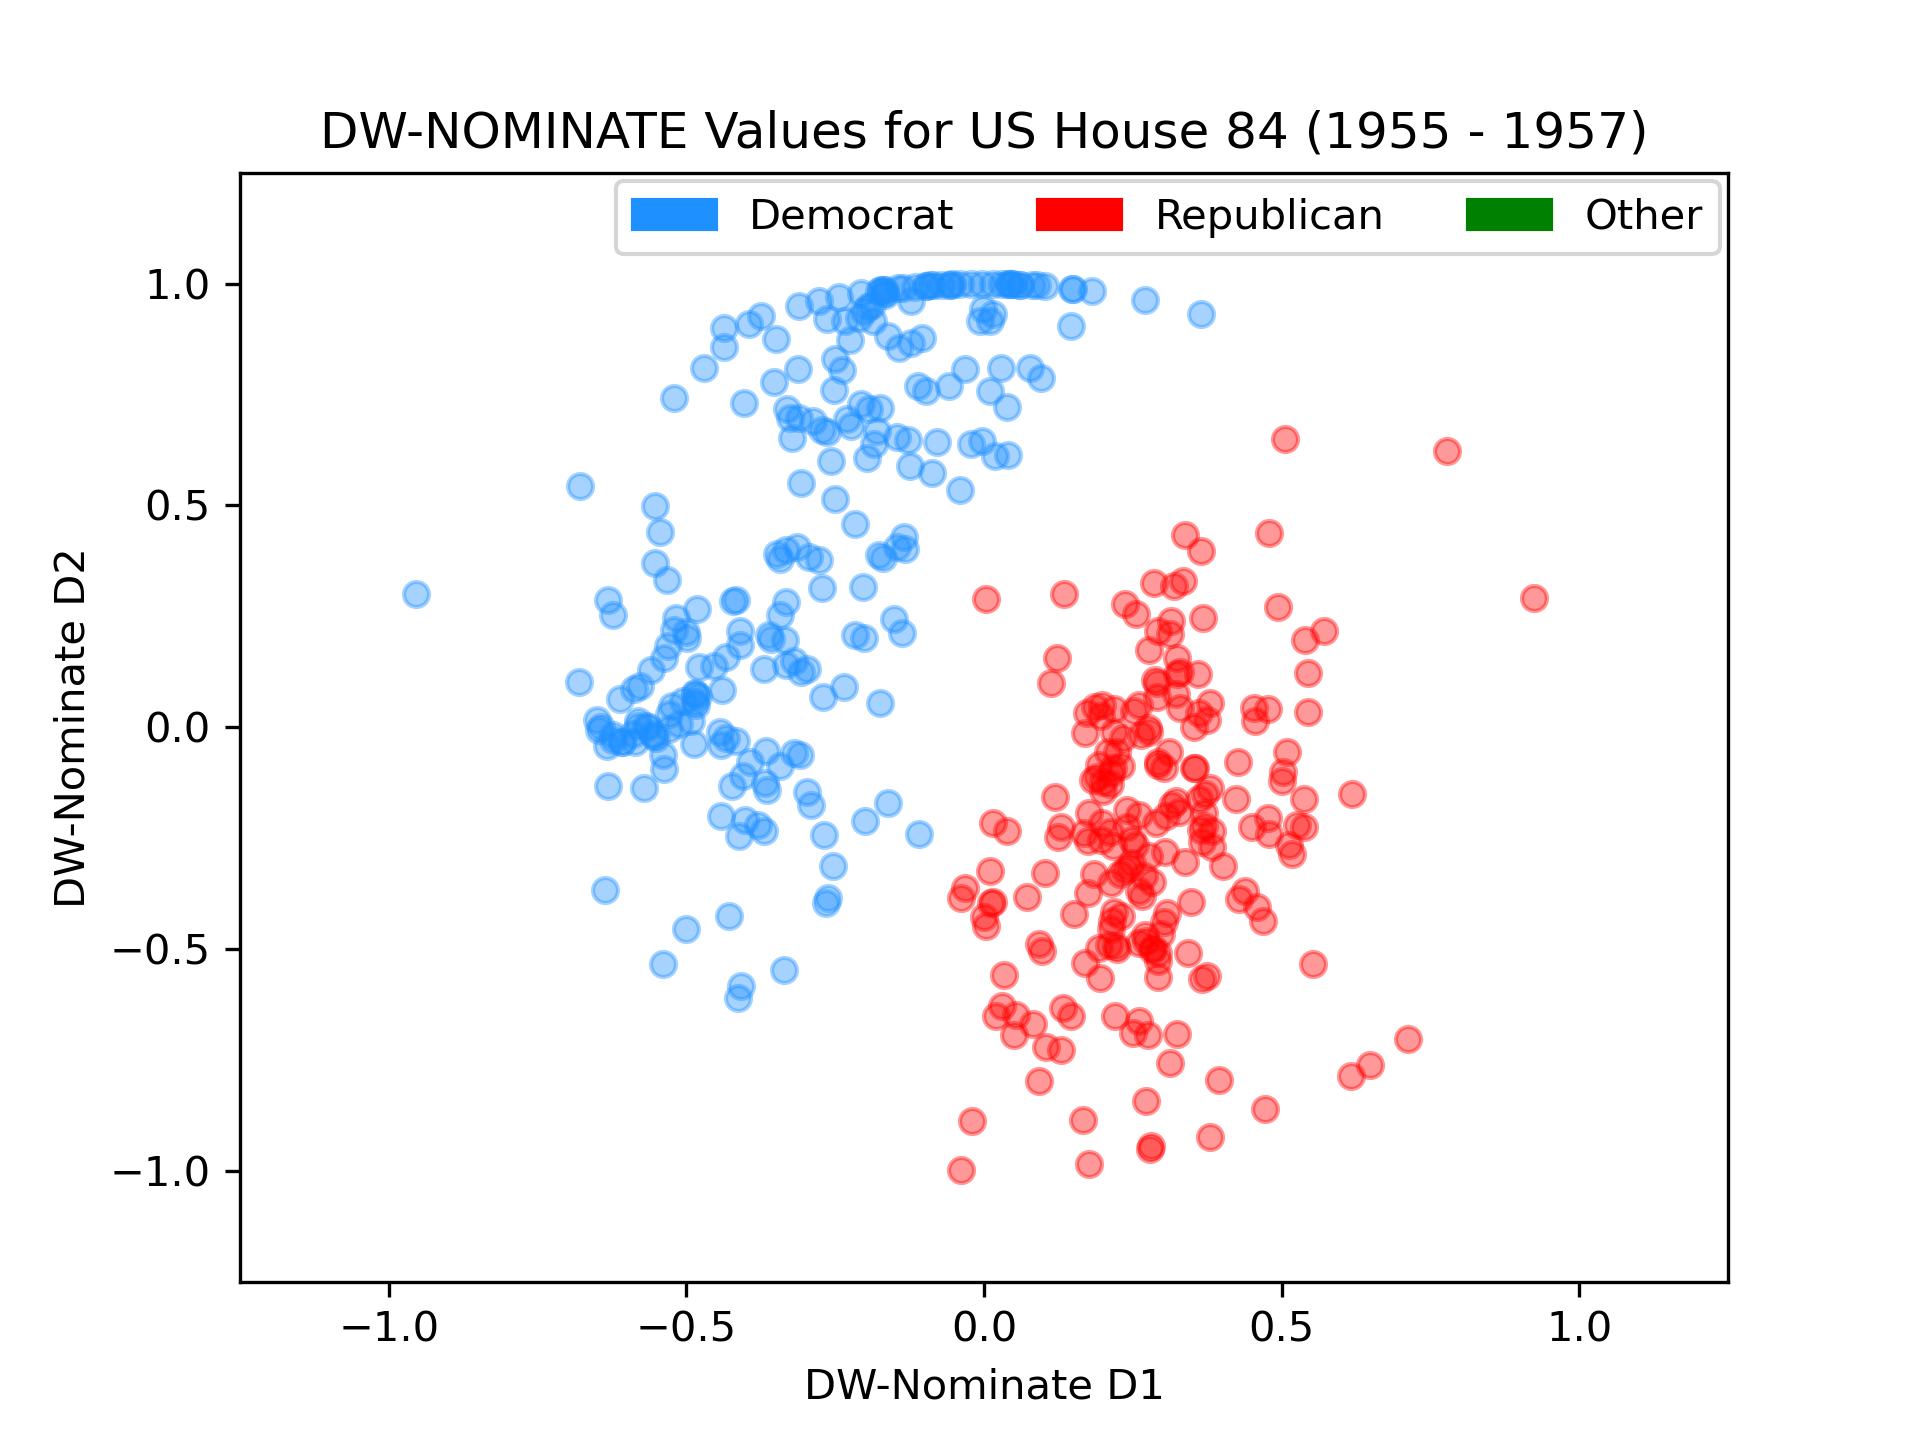 DW-NOMINATE Values for US House 84 (1955 - 1957)
Democrat Republican Other
1.0
0.5
0.0
−0.5
−1.0
DW-Nominate D2
−1.0 −0.5 0.0 0.5 1.0
DW-Nominate D1